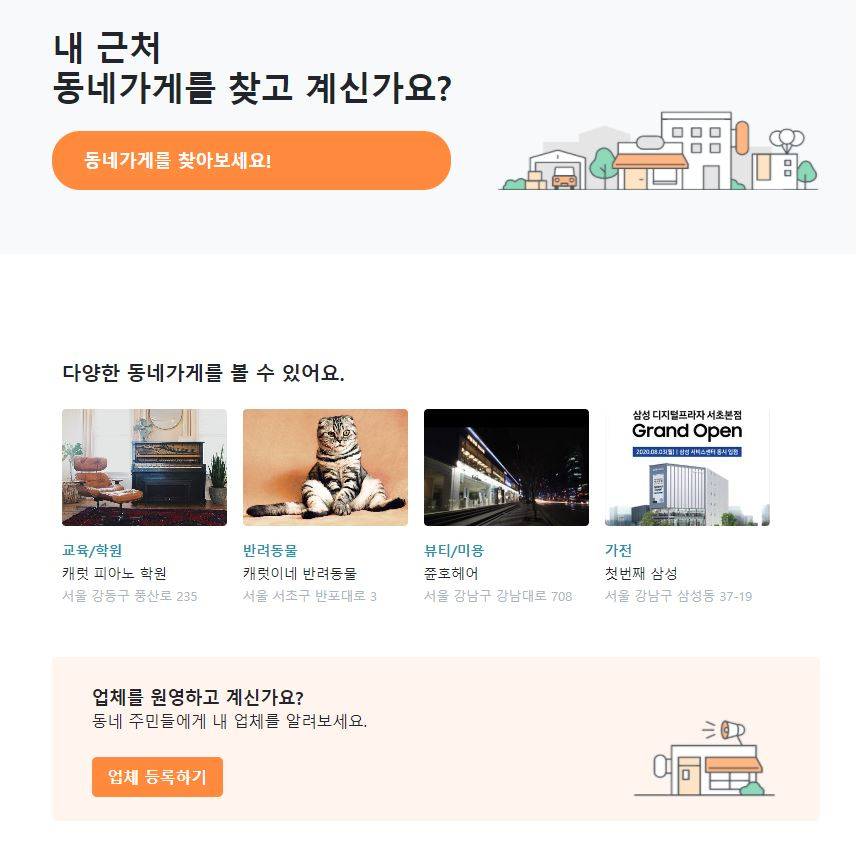 내 근처
동네가게를 찾고 계신가요?
동네가게를 찾아보세요!
다양한 동네가게를 볼 수 있어요.
삼성 디지털프라자 서초본점
Grand Open
2020.08.03(월) | 삼성 서비스센터 동시 입점
교육/학원
캐럿 피아노 학원
서울 강동구 풍산로 235
반려동물
캐럿이네 반려동물
서울 서조구 반포대로 3
뷰티/미용
쮼호헤어
서울 강남구 강남대로 708
가전
첫번째 삼성
서울 강남구 삼성동 37-19
업체를 원영하고 계신가요?
동네 주민들에게 내 업체를 알려보세요.
업체 등록하기